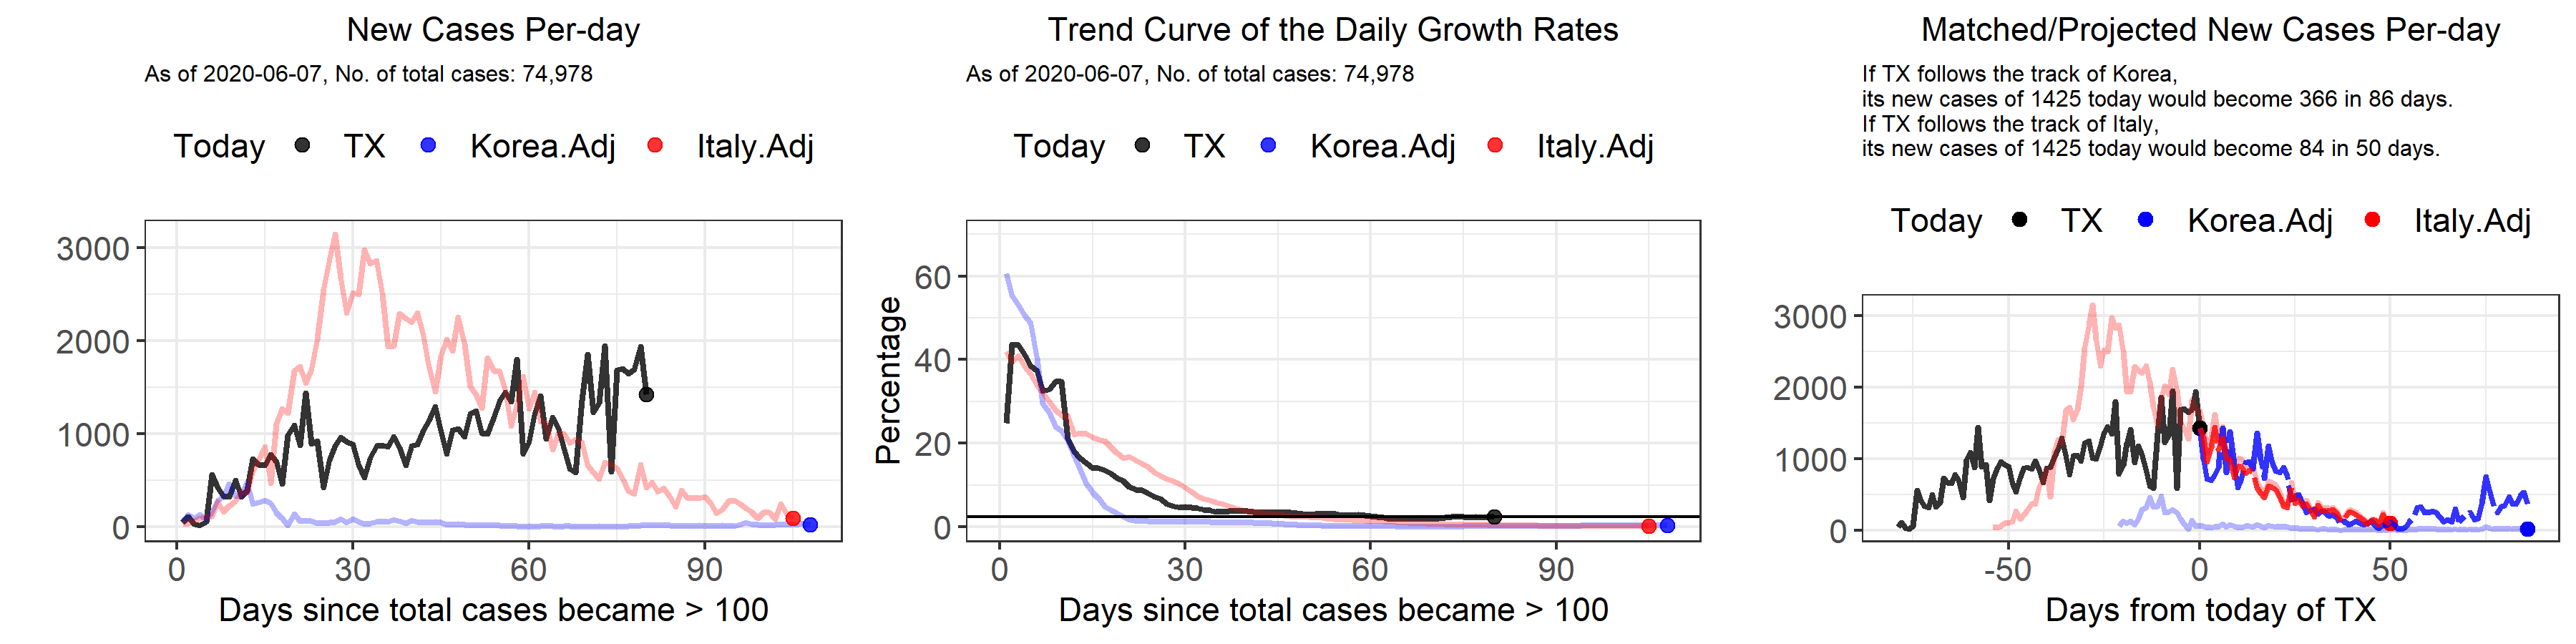 New Cases Per-day
As of 2020-06-07, No. of total cases: 74,978
Today TX Korea.Adj Italy.Adj
3000
2000
1000
0
0 30 60 90
Days since total cases became > 100
Trend Curve of the Daily Growth Rates
As of 2020-06-07, No. of total cases: 74,978
Today TX Korea.Adj Italy.Adj
Percentage
60
40
20
0
0 30 60 90
Days since total cases became > 100
Matched/Projected New Cases Per-day
If TX follows the track of Korea,
its new cases of 1425 today would become 366 in 86 days.
If TX follows the track of Italy,
its new cases of 1425 today would become 84 in 50 days.
Today TX Korea.Adj Italy.Adj
3000
2000
1000
0
-50 0 50
Days from today of TX